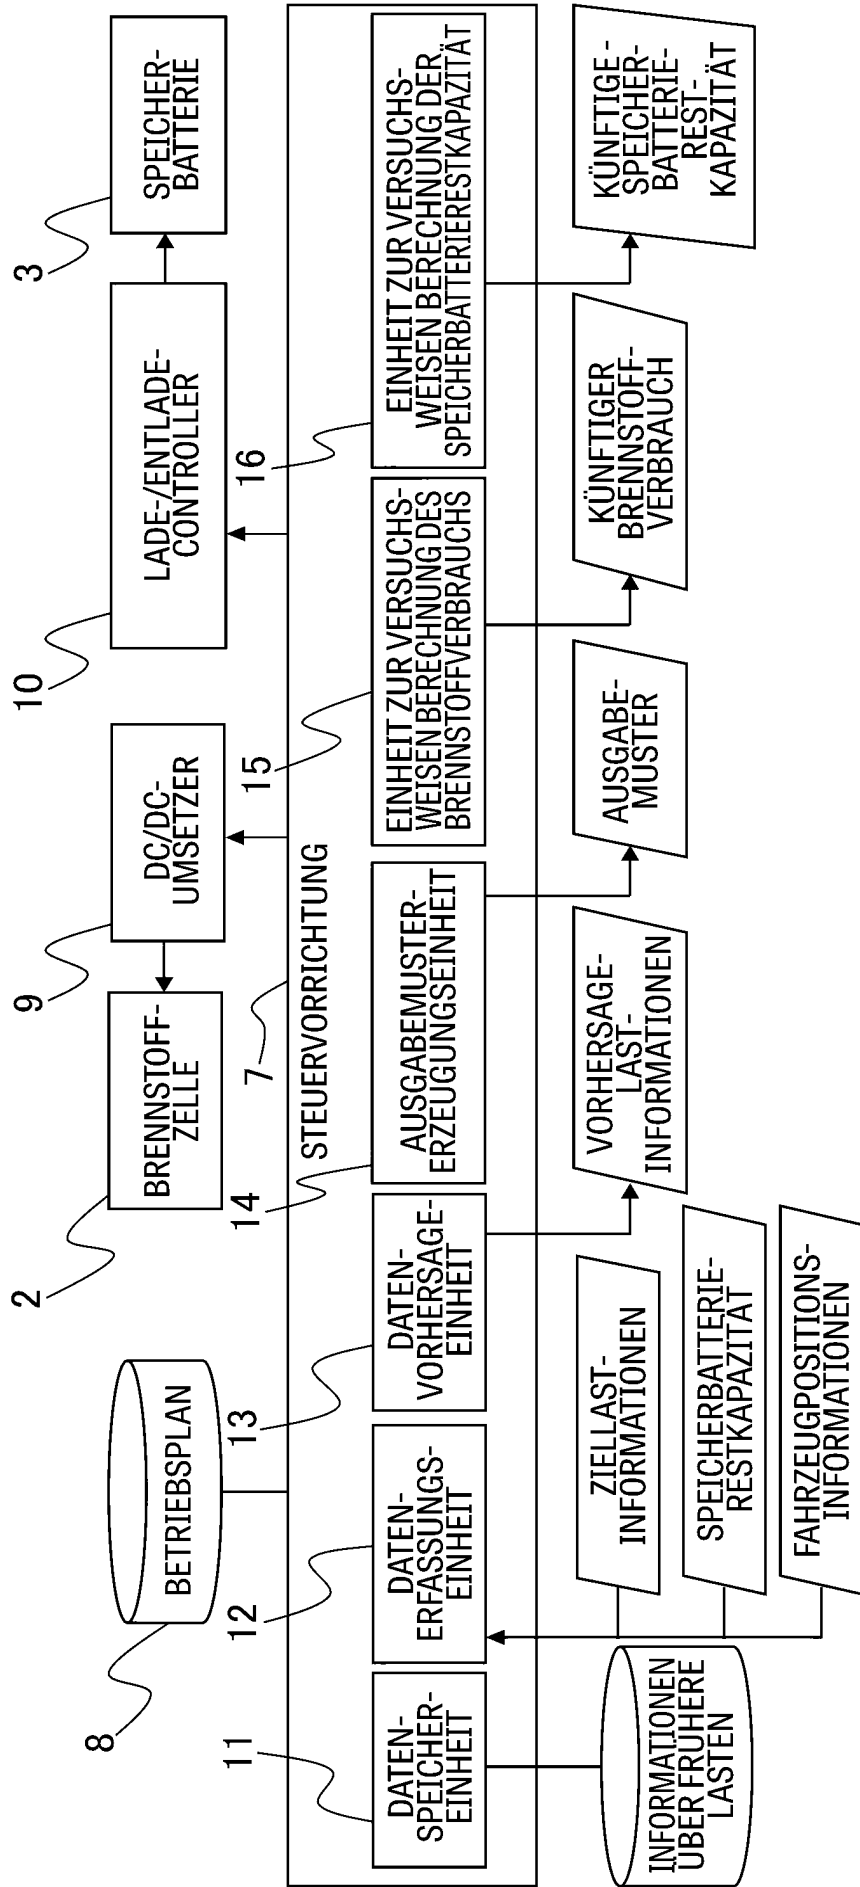 8
BETRIEBSPLAN
2
BRENNSTOFF-
ZELLE
9
DC/DC-
UMSETZER
10
LADE-/ENTLADE-
CONTROLLER
3
SPEICHER-
BATTERIE
7
STEUERVORRICHTUNG
11
DATEN-
SPEICHER-
EINHEIT
12
DATEN-
ERFASSUNGS-
EINHEIT
13
DATEN-
VORHERSAGE-
EINHEIT
14
AUSGABEMUSTER-
ERZEUGUNGSEINHEIT
15
EINHEIT ZUR VERSUCHS-
WEISEN BERECHNUNG DES
BRENNSTOFFVERBRAUCHS
16
EINHEIT ZUR VERSUCHS-
WEISEN BERECHNUNG DER
SPEICHERBATTERIERESTKAPAZITÄT
INFORMATIONEN
ÜBER FRÜHERE
LASTEN
ZIELLAST-
INFORMATIONEN
SPEICHERBATTERIE-
RESTKAPAZITÄT
FAHRZEUGPOSITIONS-
INFORMATIONEN
VORHERSAGE-
LAST-
INFORMATIONEN
AUSGABE-
MUSTER
KÜNFTIGER
BRENNSTOFF-
VERBRAUCH
KÜNFTIGE-
SPEICHER-
BATTERIE-
REST-
KAPAZITÄT